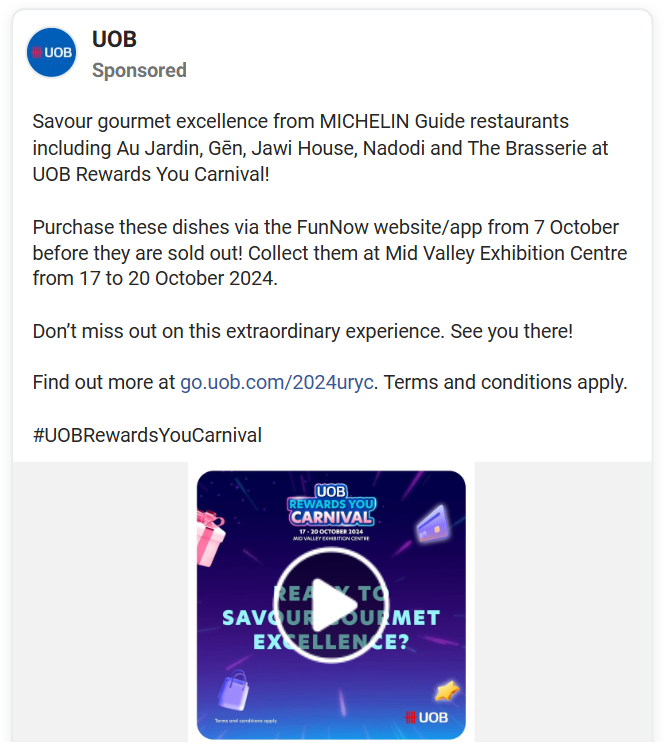 UOB
UOB
Sponsored
Savour gourmet excellence from MICHELIN Guide restaurants
including Au Jardin, Gēn, Jawi House, Nadodi and The Brasserie at
UOB Rewards You Carnival!
Purchase these dishes via the FunNow website/app from 7 October
before they are sold out! Collect them at Mid Valley Exhibition Centre
from 17 to 20 October 2024.
Don’t miss out on this extraordinary experience. See you there!
Find out more at go.uob.com/2024uryc. Terms and conditions apply.
#UOBRewardsYouCarnival
UOB
REWARDS YOU
CARNIVAL
17 - 20 OCTOBER 2024
MID VALLEY EXHIBITION CENTRE
READY TO
SAVOUR GOURMET
EXCELLENCE?
Terms and conditions apply.
UOB